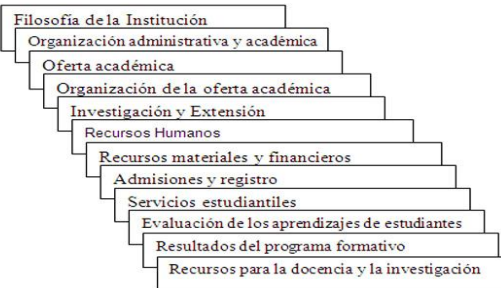 Filosofía de la Institución
Organización administrativa y académica
Oferta académica
Organización de la oferta académica
Investigación y Extensión
Recursos Humanos
Recursos materiales y financieros
Admisiones y registro
Servicios estudiantiles
Evaluación de los aprendizajes de estudiantes
Resultados del programa formativo
Recursos para la docencia y la investigación